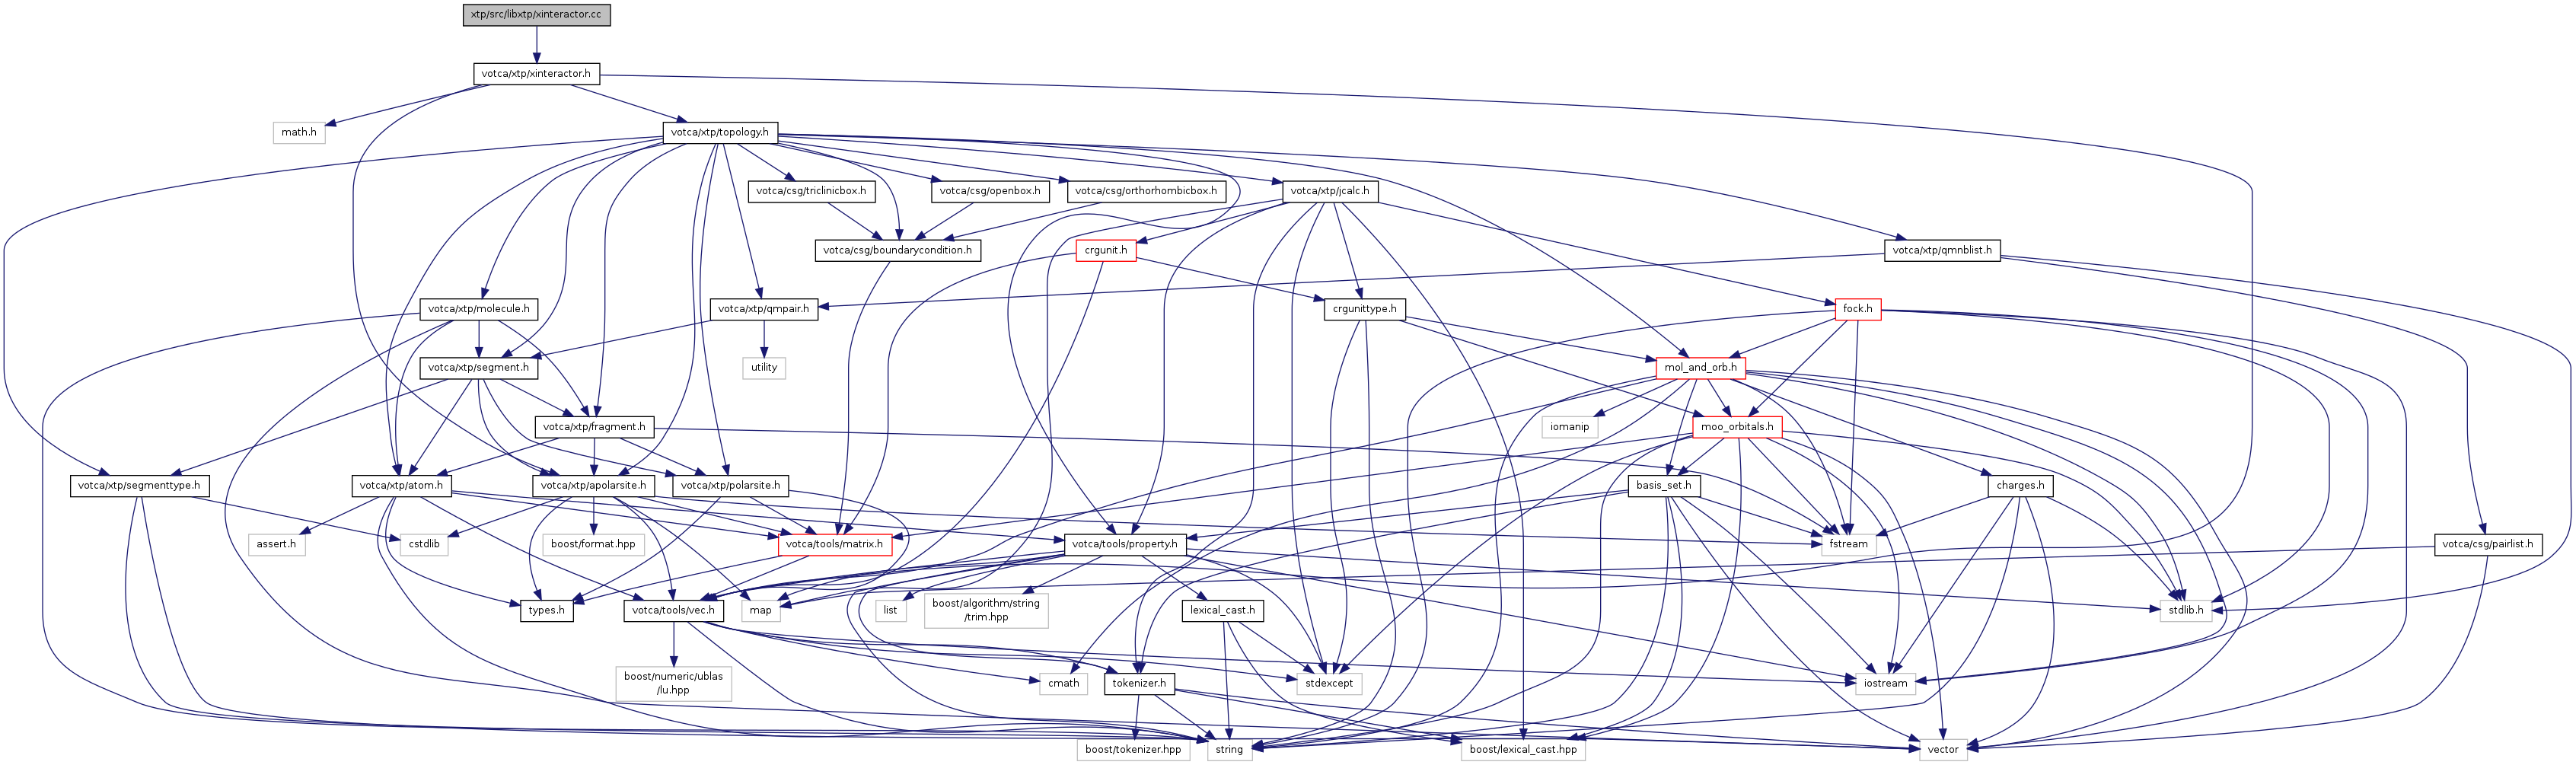 xtp/src/libxtp/xinteractor.cc
votca/xtp/xinteractor.h
math.h
votca/xtp/topology.h
votca/csg/triclinicbox.h
votca/csg/openbox.h
votca/csg/orthorhombicbox.h
votca/xtp/jcalc.h
votca/csg/boundarycondition.h
crgunit.h
votca/xtp/qmnblist.h
votca/xtp/molecule.h
votca/xtp/qmpair.h
crgunittype.h
fock.h
votca/xtp/segment.h
utility
mol_and_orb.h
votca/xtp/fragment.h
iomanip
moo_orbitals.h
votca/xtp/segmenttype.h
votca/xtp/atom.h
votca/xtp/apolarsite.h
votca/xtp/polarsite.h
basis_set.h
charges.h
assert.h
cstdlib
boost/format.hpp
votca/tools/matrix.h
votca/tools/property.h
fstream
votca/csg/pairlist.h
types.h
votca/tools/vec.h
map
list
boost/algorithm/string
/trim.hpp
lexical_cast.h
stdlib.h
boost/numeric/ublas
/lu.hpp
cmath
tokenizer.h
stdexcept
iostream
boost/tokenizer.hpp
string
boost/lexical_cast.hpp
vector